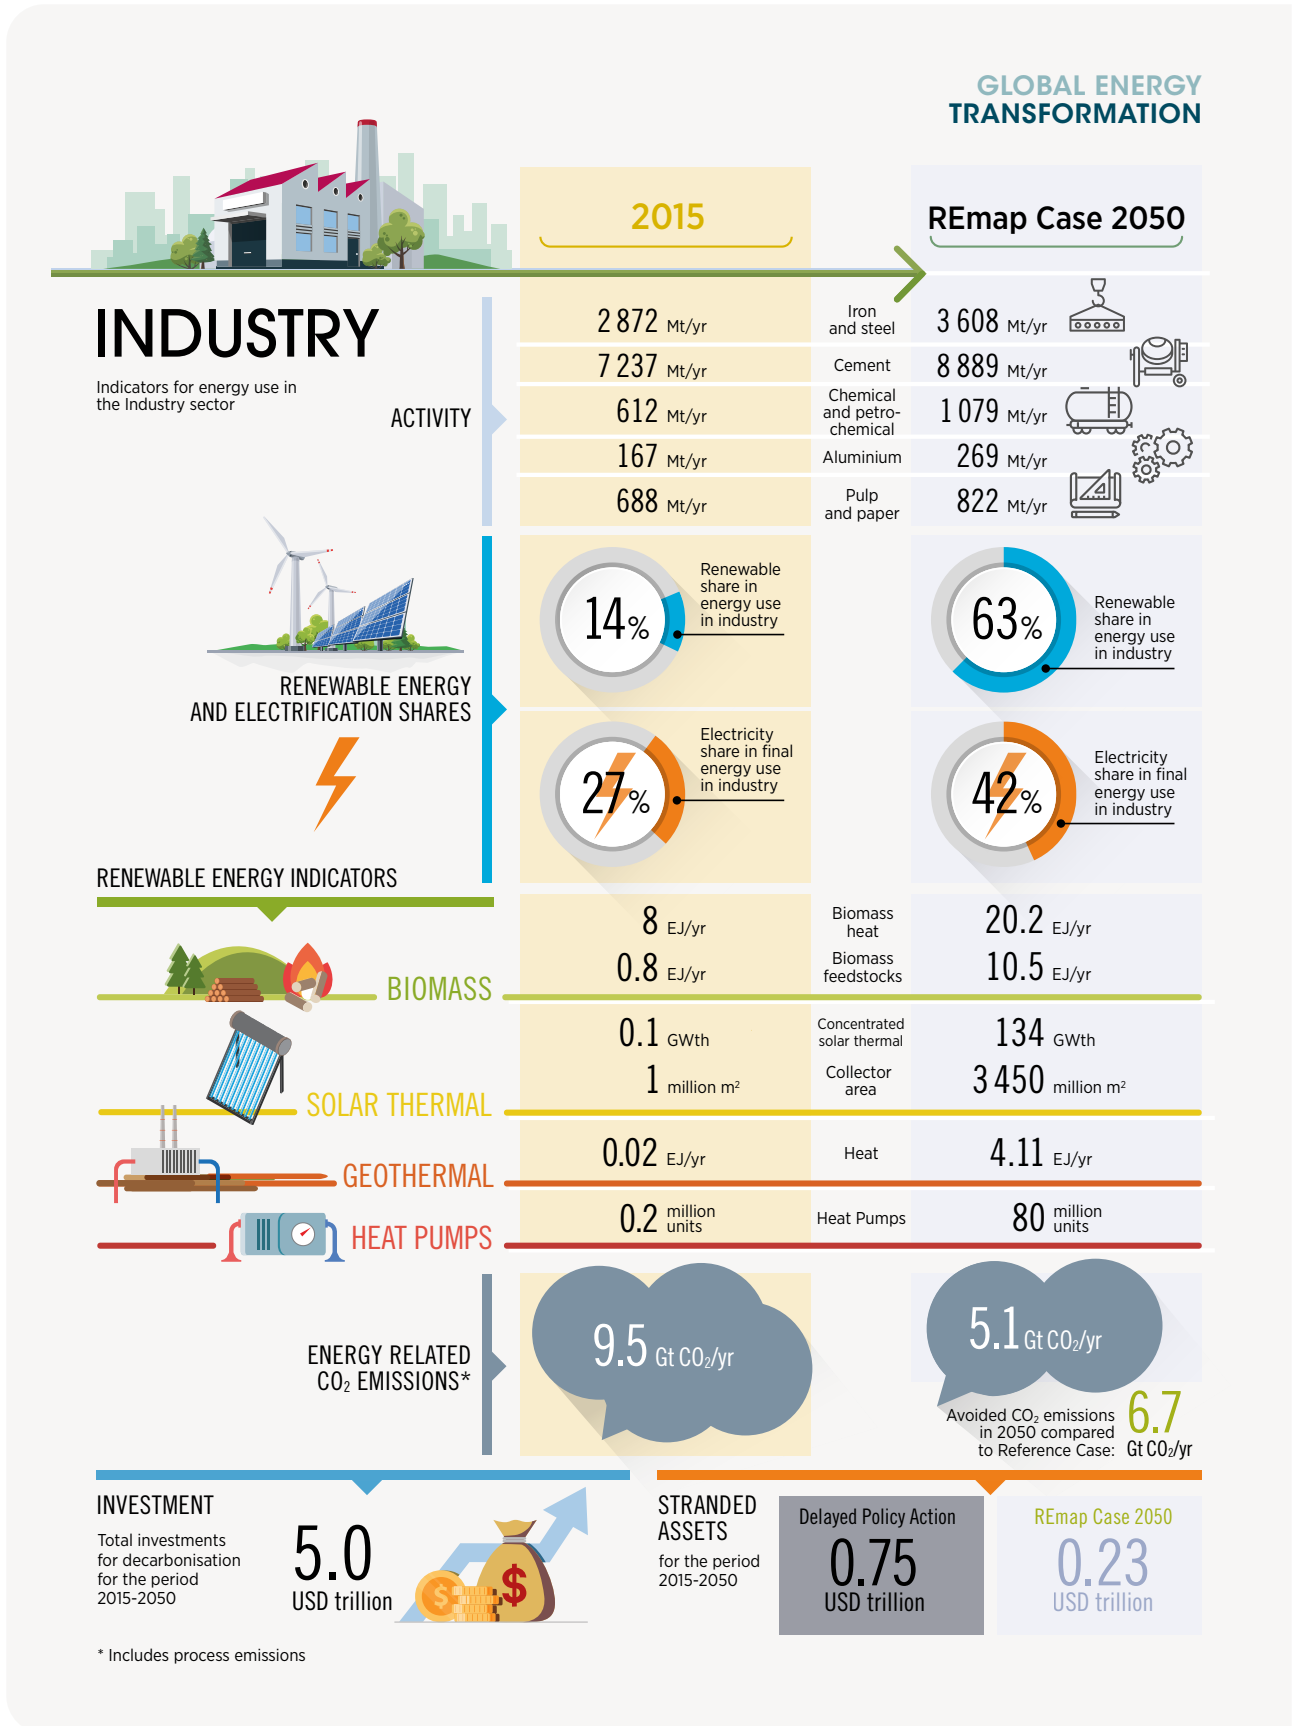 GLOBAL ENERGY
TRANSFORMATION
2015
REmap Case 2050
INDUSTRY
Indicators for energy use in
the Industry sector
ACTIVITY
2 872 Mt/yr
Iron
and steel
3 608 Mt/yr
7 237 Mt/yr
Cement
8 889 Mt/yr
612 Mt/yr
Chemical
and petro-
chemical
1 079 Mt/yr
167 Mt/yr
Aluminium
269 Mt/yr
688 Mt/yr
Pulp
and paper
822 Mt/yr
RENEWABLE ENERGY
AND ELECTRIFICATION SHARES
14%
Renewable
share in
energy use
in industry
63%
Renewable
share in
energy use
in industry
27%
Electricity
share in final
energy use
in industry
42%
Electricity
share in final
energy use
in industry
RENEWABLE ENERGY INDICATORS
BIOMASS
8 EJ/yr
Biomass
heat
20.2 EJ/yr
0.8 EJ/yr
Biomass
feedstocks
10.5 EJ/yr
SOLAR THERMAL
0.1 GWth
Concentrated
solar thermal
134 GWth
1 million m²
Collector
area
3 450 million m²
GEOTHERMAL
0.02 EJ/yr
Heat
4.11 EJ/yr
HEAT PUMPS
0.2 million
units
Heat Pumps
80 million
units
ENERGY RELATED
CO₂ EMISSIONS*
9.5 Gt CO₂/yr
5.1 Gt CO₂/yr
Avoided CO₂ emissions
in 2050 compared
to Reference Case:
6.7
Gt CO₂/yr
INVESTMENT
Total investments
for decarbonisation
for the period
2015-2050
5.0
USD trillion
$
$
STRANDED
ASSETS
for the period
2015-2050
Delayed Policy Action
0.75
USD trillion
REmap Case 2050
0.23
USD trillion
* Includes process emissions